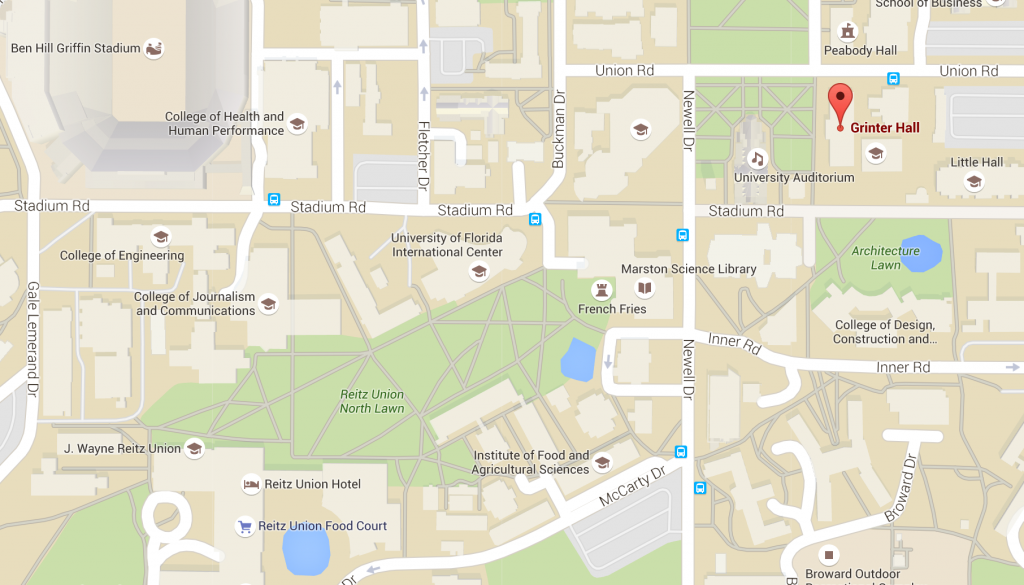 School of Business
Ben Hill Griffin Stadium
Peabody Hall
Union Rd
Union Rd
College of Health and
Human Performance
Fletcher Dr
Buckman Dr
Newell Dr
Grinter Hall
Little Hall
University Auditorium
Stadium Rd
Stadium Rd
Stadium Rd
Stadium Rd
College of Engineering
University of Florida
International Center
Architecture
Lawn
Marston Science Library
French Fries
College of Journalism
and Communications
Gale Lemerand Dr
College of Design,
Construction and...
Inner Rd
Inner Rd
Newell Dr
Reitz Union
North Lawn
J. Wayne Reitz Union
Institute of Food and
Agricultural Sciences
McCarty Dr
Reitz Union Hotel
Broward Dr
Reitz Union Food Court
Broward Outdoor
Dr